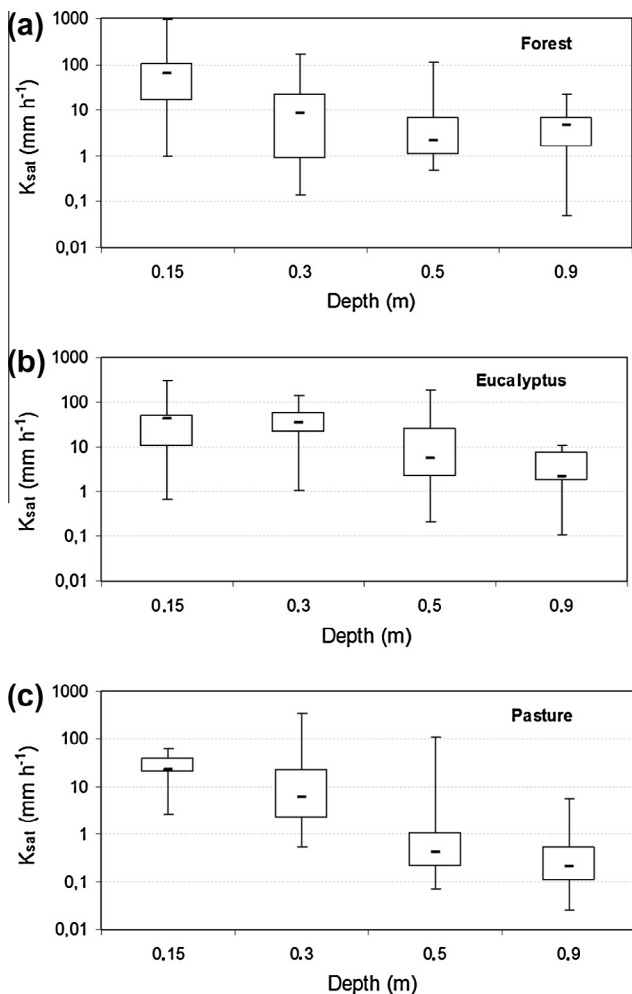 (a)
Forest
1000
100
10
1
0,1
0,01
Ksat (mm h-1)
0.15 0.3 0.5 0.9
Depth (m)
(b)
Eucalyptus
1000
100
10
1
0,1
0,01
Ksat (mm h-1)
0.15 0.3 0.5 0.9
Depth (m)
(c)
Pasture
1000
100
10
1
0,1
0,01
Ksat (mm h-1)
0.15 0.3 0.5 0.9
Depth (m)